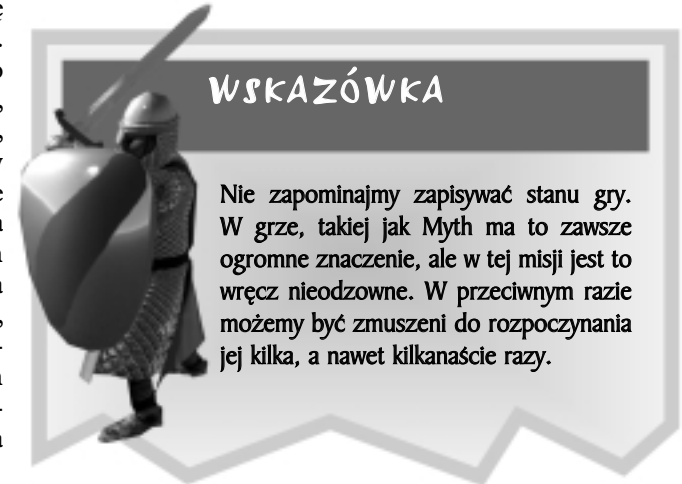 WSKAZÓWKA
Nie zapominajmy zapisywać stanu gry.
W grze, takiej jak Myth ma to zawsze
ogromne znaczenie, ale w tej misji jest to
wręcz nieodzowne. W przeciwnym razie
możemy być zmuszeni do rozpoczynania
jej kilka, a nawet kilkanaście razy.